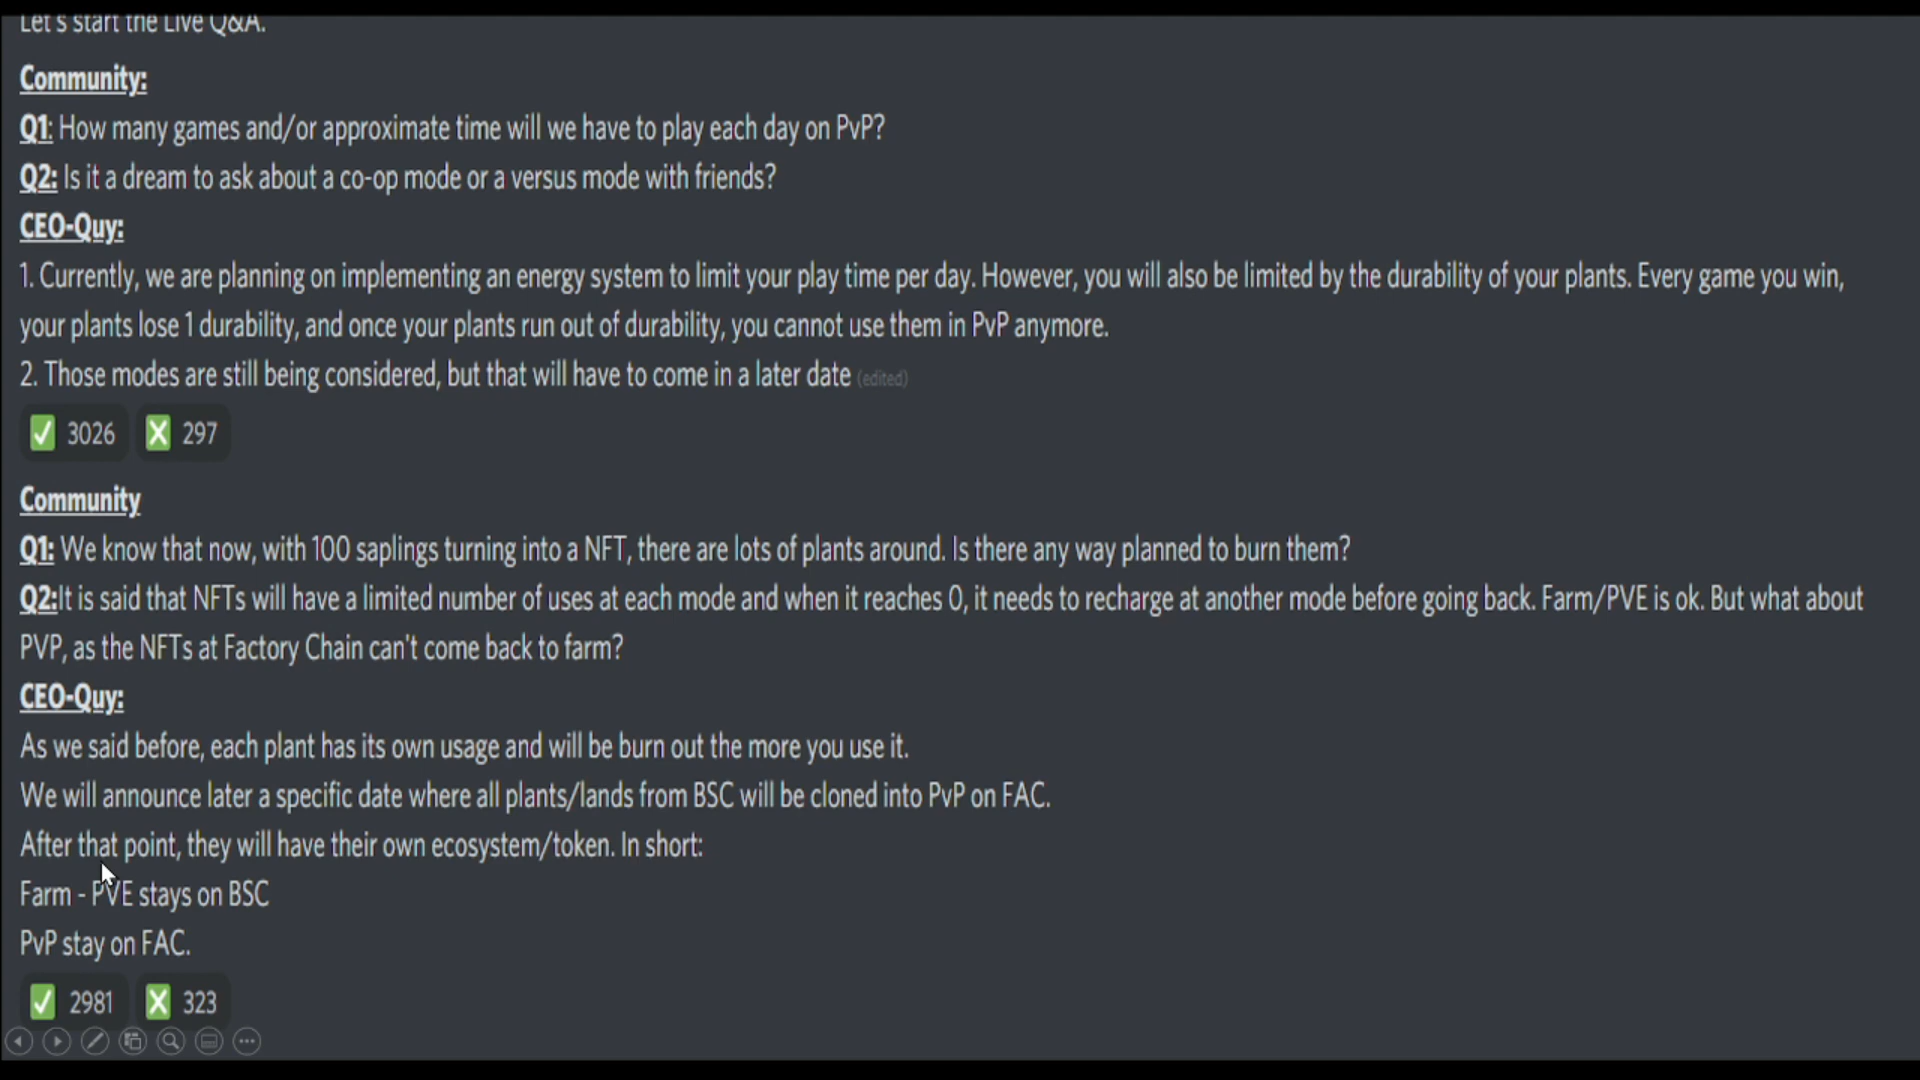 Let's start the Live Q&A.
Community:
Q1: How many games and/or approximate time will we have to play each day on PvP?
Q2: Is it a dream to ask about a co-op mode or a versus mode with friends?
CEO-Quy:
1. Currently, we are planning on implementing an energy system to limit your play time per day. However, you will also be limited by the durability of your plants. Every game you win,
your plants lose 1 durability, and once your plants run out of durability, you cannot use them in PvP anymore.
2. Those modes are still being considered, but that will have to come in a later date (edited)
3026 297
Community
Q1: We know that now, with 100 saplings turning into a NFT, there are lots of plants around. Is there any way planned to burn them?
Q2:It is said that NFTs will have a limited number of uses at each mode and when it reaches 0, it needs to recharge at another mode before going back. Farm/PVE is ok. But what about
PVP, as the NFTs at Factory Chain can't come back to farm?
CEO-Quy:
As we said before, each plant has its own usage and will be burn out the more you use it.
We will announce later a specific date where all plants/lands from BSC will be cloned into PvP on FAC.
After that point, they will have their own ecosystem/token. In short:
Farm - PVE stays on BSC
PvP stay on FAC.
2981 323